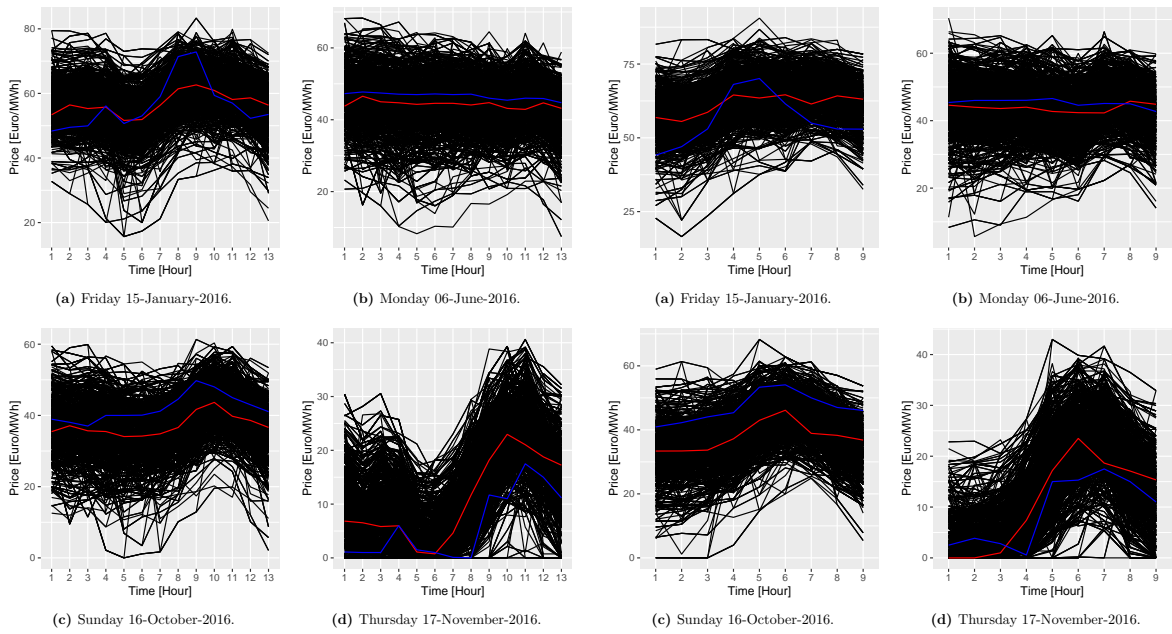 Price [Euro/MWh]
80
60
40
20
1 2 3 4 5 6 7 8 9 10 11 12 13
Time [Hour]
(a) Friday 15-January-2016.
Price [Euro/MWh]
60
40
20
1 2 3 4 5 6 7 8 9 10 11 12 13
Time [Hour]
(b) Monday 06-June-2016.
Price [Euro/MWh]
75
50
25
1 2 3 4 5 6 7 8 9
Time [Hour]
(a) Friday 15-January-2016.
Price [Euro/MWh]
60
40
20
1 2 3 4 5 6 7 8 9
Time [Hour]
(b) Monday 06-June-2016.
Price [Euro/MWh]
60
40
20
0
1 2 3 4 5 6 7 8 9 10 11 12 13
Time [Hour]
(c) Sunday 16-October-2016.
Price [Euro/MWh]
40
30
20
10
0
1 2 3 4 5 6 7 8 9 10 11 12 13
Time [Hour]
(d) Thursday 17-November-2016.
Price [Euro/MWh]
60
40
20
0
1 2 3 4 5 6 7 8 9
Time [Hour]
(c) Sunday 16-October-2016.
Price [Euro/MWh]
40
30
20
10
0
1 2 3 4 5 6 7 8 9
Time [Hour]
(d) Thursday 17-November-2016.